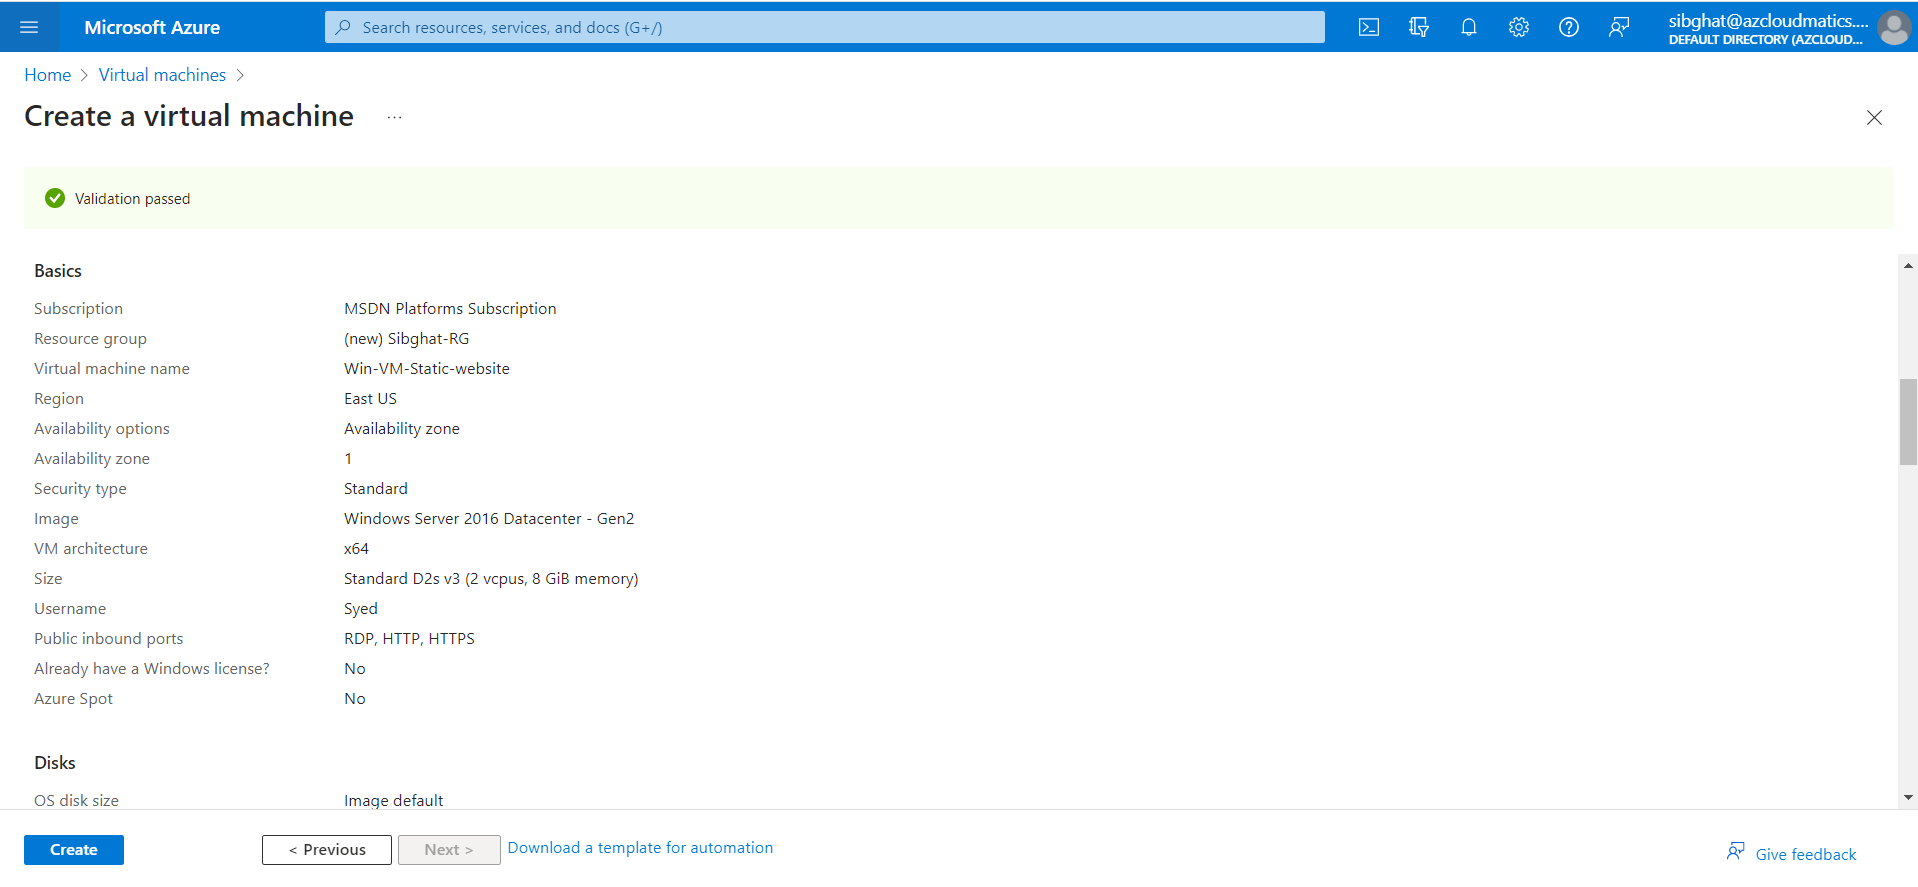 Microsoft Azure
Search resources, services, and docs (G+/)
sibghat@azcloudmatics....
DEFAULT DIRECTORY (AZCLOUD...
Home > Virtual machines >
Create a virtual machine ...
Validation passed
Basics
Subscription MSDN Platforms Subscription
Resource group (new) Sibghat-RG
Virtual machine name Win-VM-Static-website
Region East US
Availability options Availability zone
Availability zone 1
Security type Standard
Image Windows Server 2016 Datacenter - Gen2
VM architecture x64
Size Standard D2s v3 (2 vcpus, 8 GiB memory)
Username Syed
Public inbound ports RDP, HTTP, HTTPS
Already have a Windows license? No
Azure Spot No
Disks
OS disk size Image default
Create < Previous Next > Download a template for automation Give feedback